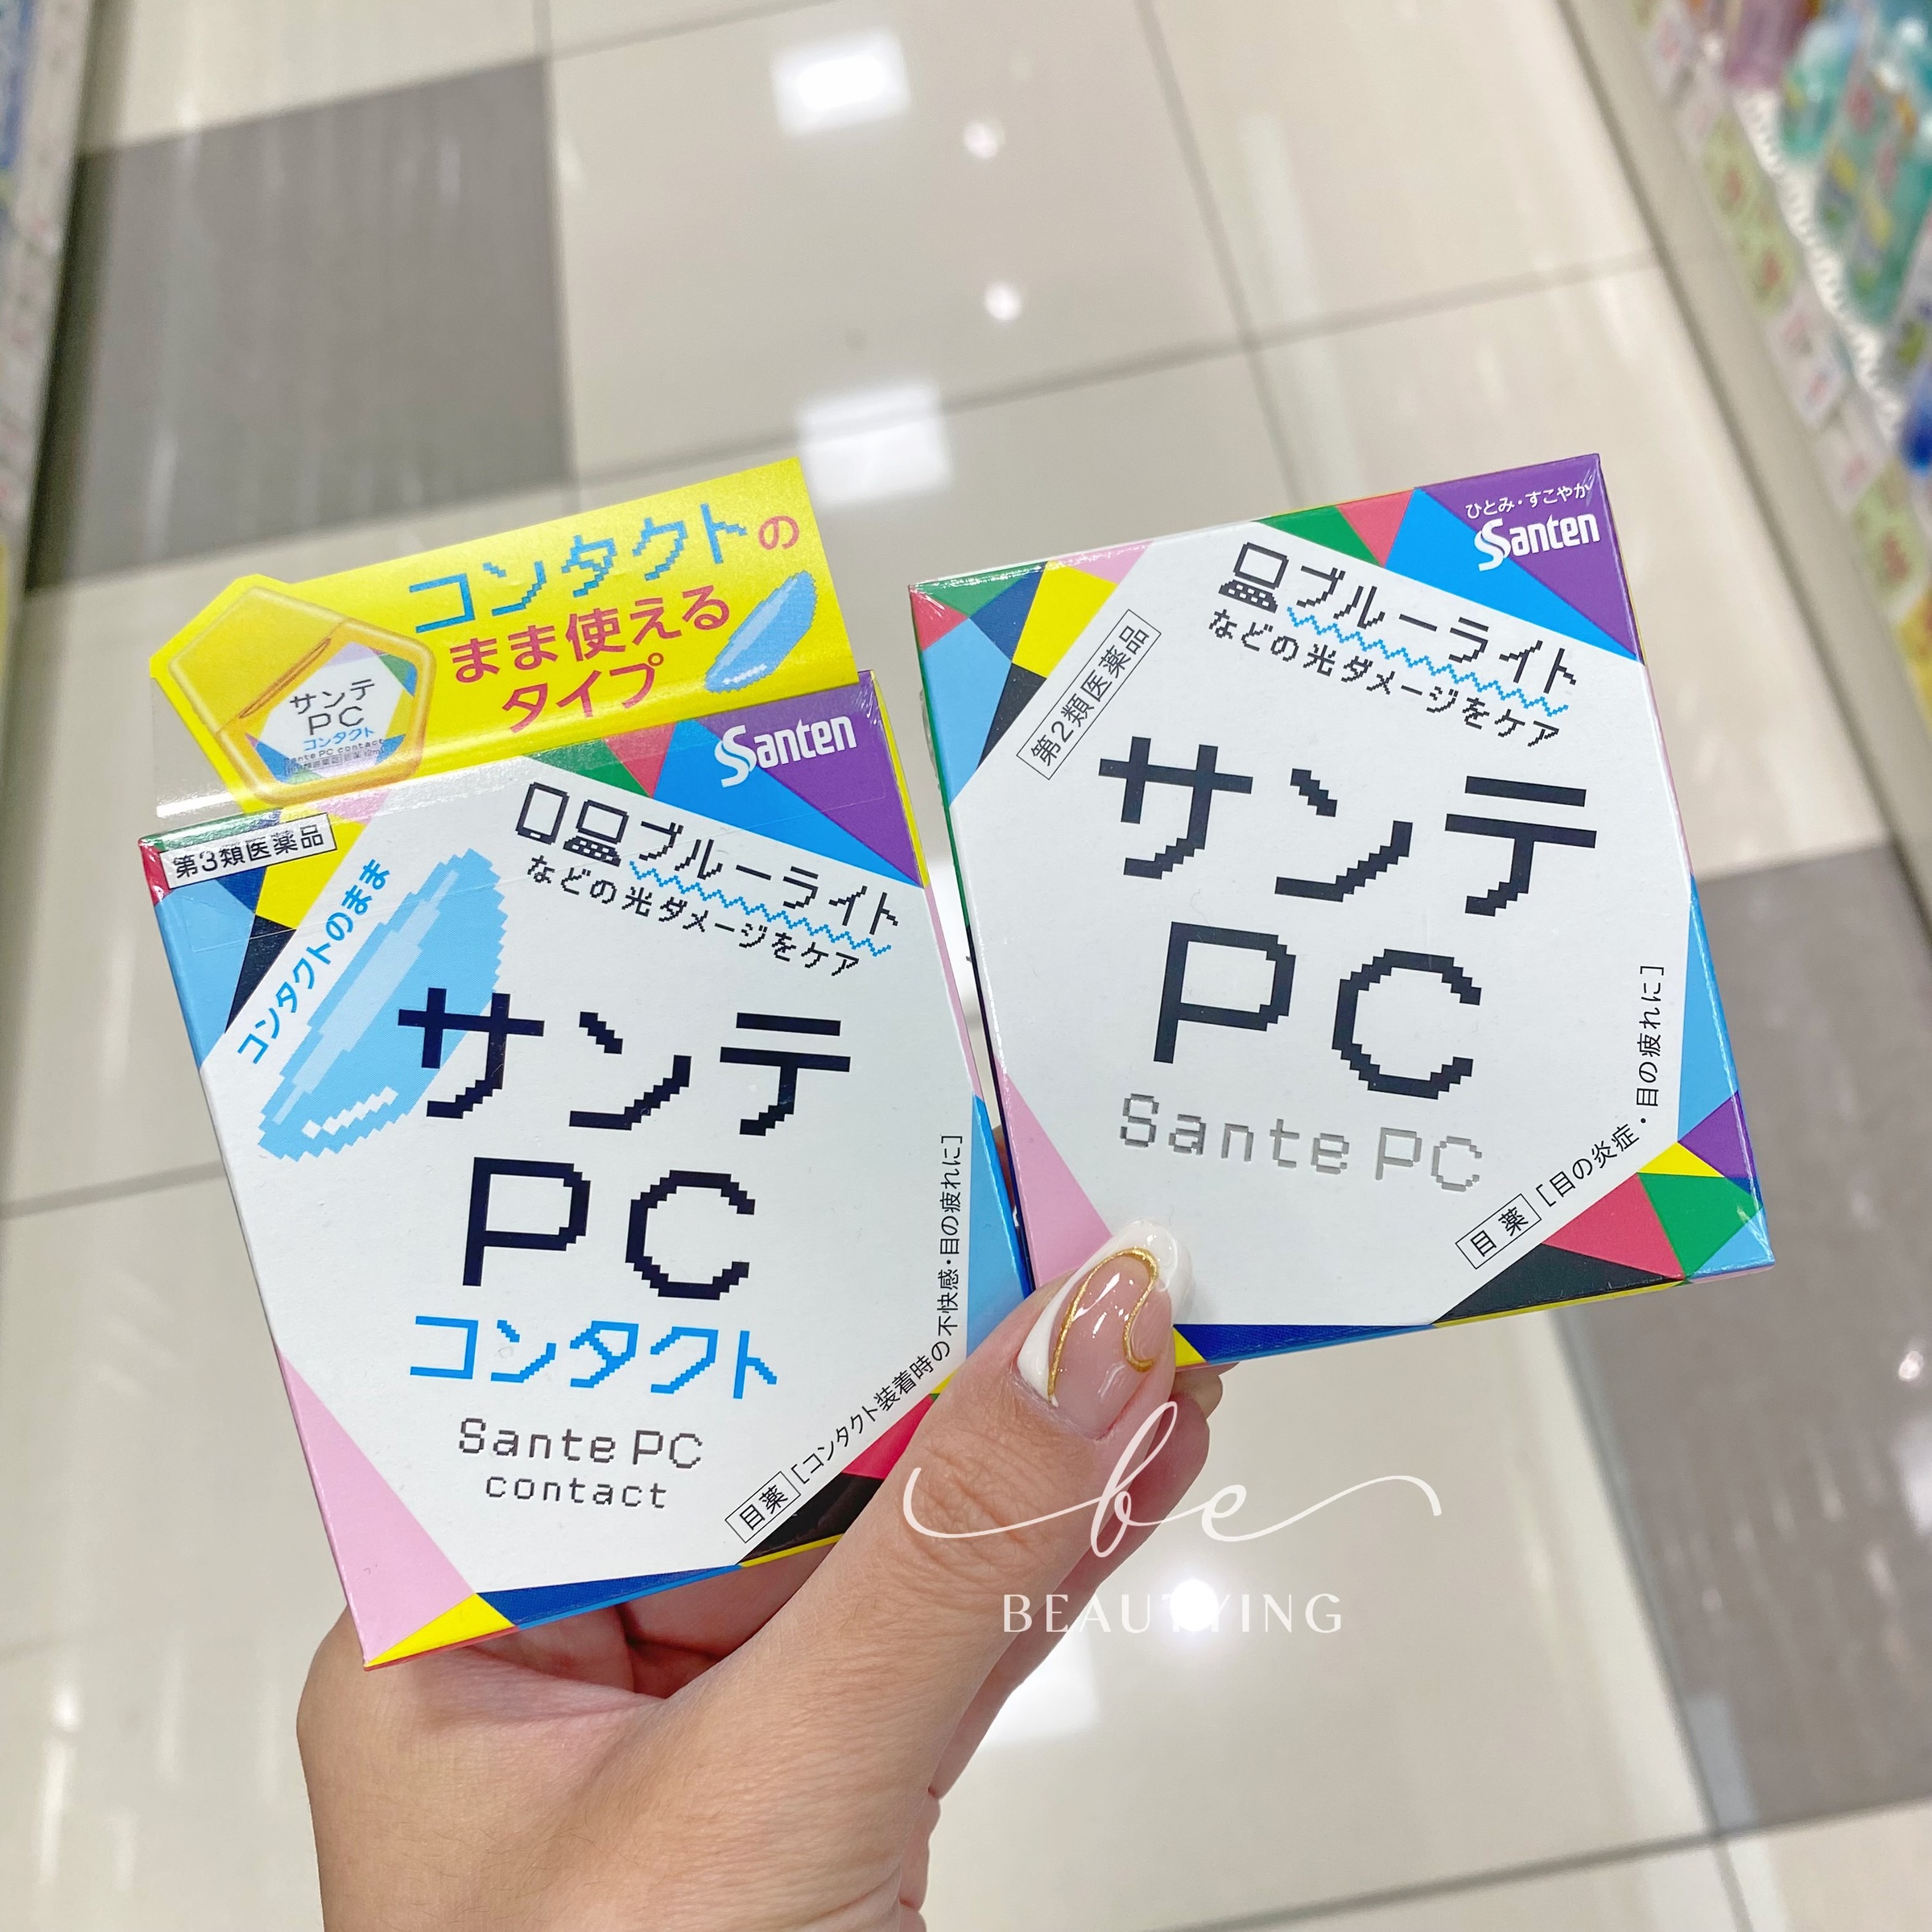 コンタクトの
まま使える
タイプ
サンテ
PC
コンタクト
Sante PC contact
Santen
第3類医薬品
コンタクトのまま
ブルーライト
などの光ダメージをケア
サンテ
PC
コンタクト
Sante PC
contact
目薬 [コンタクト装着時の不快感・目の疲れに]
ひとみ・すこやか
Santen
第2類医薬品
ブルーライト
などの光ダメージをケア
サンテ
PC
Sante PC
目薬 [目の炎症・目の疲れに]
be
BEAUTYING